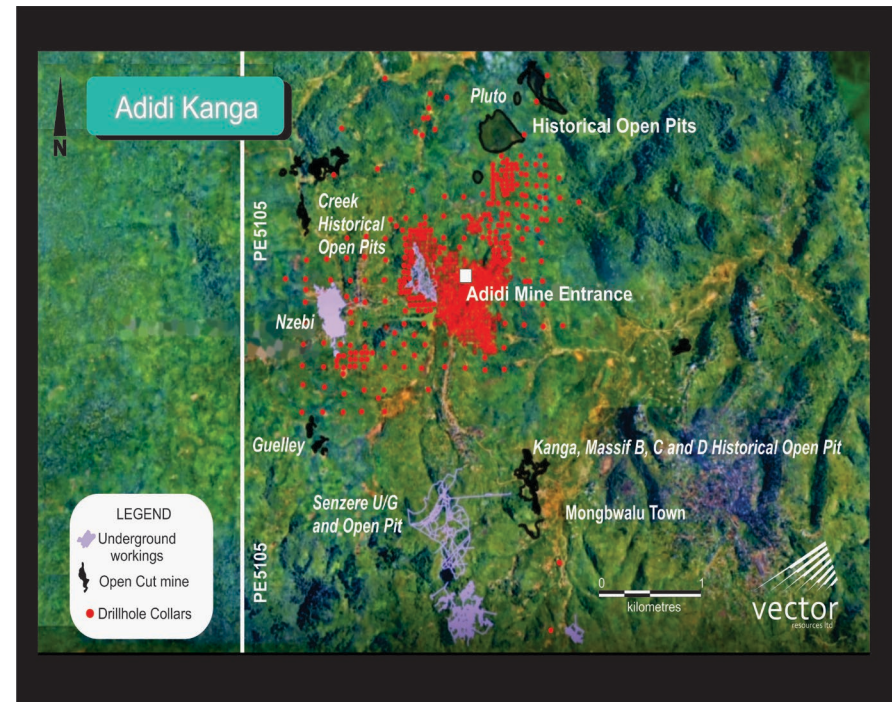 Adidi Kanga
N
Pluto
Historical Open Pits
PE5105
Creek
Historical
Open Pits
Adidi Mine Entrance
Nzebi
Guelley
Kanga, Massif B, C and D Historical Open Pit
Senzere U/G
and Open Pit
Mongbwalu Town
PE5105
LEGEND
Underground
workings
Open Cut mine
Drillhole Collars
0 1
kilometres
vector
resources ltd